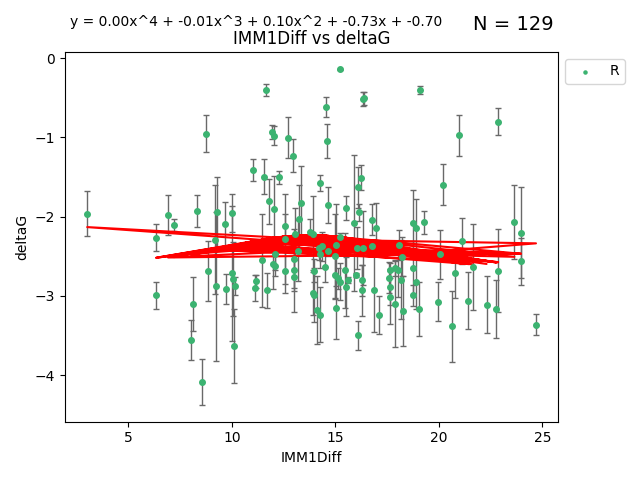 y = 0.00x^4 + -0.01x^3 + 0.10x^2 + -0.73x + -0.70
N = 129
IMM1Diff vs deltaG
R
0
−1
−2
−3
−4
deltaG
5
10
15
20
25
IMM1Diff